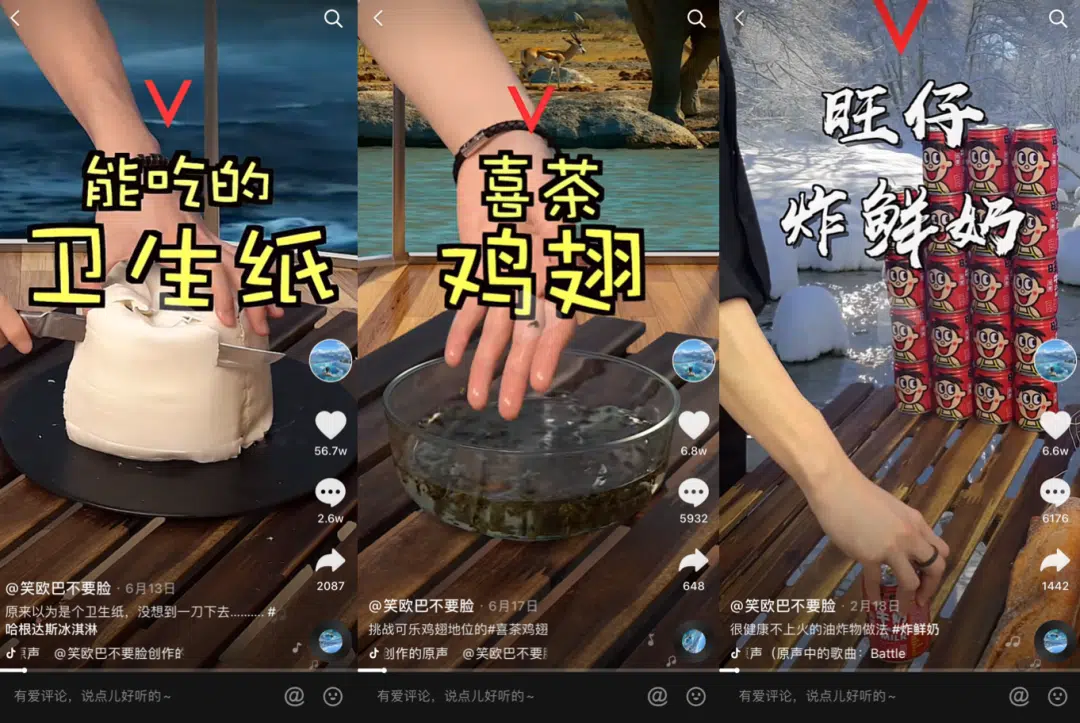 能吃的
卫生纸
56.7w
2.6w
2087
@笑欧巴不要脸 · 6月13日
原来以为是个卫生纸，没想到一刀下去……… #
哈根达斯冰淇淋
原声 @笑欧巴不要脸创作的
有爱评论，说点儿好听的~
喜茶
鸡翅
6.8w
5932
648
@笑欧巴不要脸 · 6月17日
挑战可乐鸡翅地位的#喜茶鸡翅
创作的原声 @笑欧巴不要脸
有爱评论，说点儿好听的~
旺仔
炸鲜奶
6.6w
6176
1442
@笑欧巴不要脸 · 2月18日
很健康不上火的油炸物做法 #炸鲜奶
原声（原声中的歌曲：Battle
有爱评论，说点儿好听的~